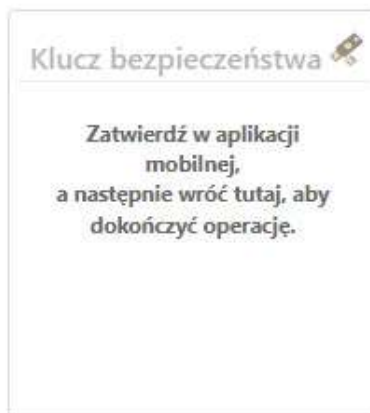 Klucz bezpieczeństwa
Zatwierdź w aplikacji
mobilnej,
a następnie wróć tutaj, aby
dokończyć operację.